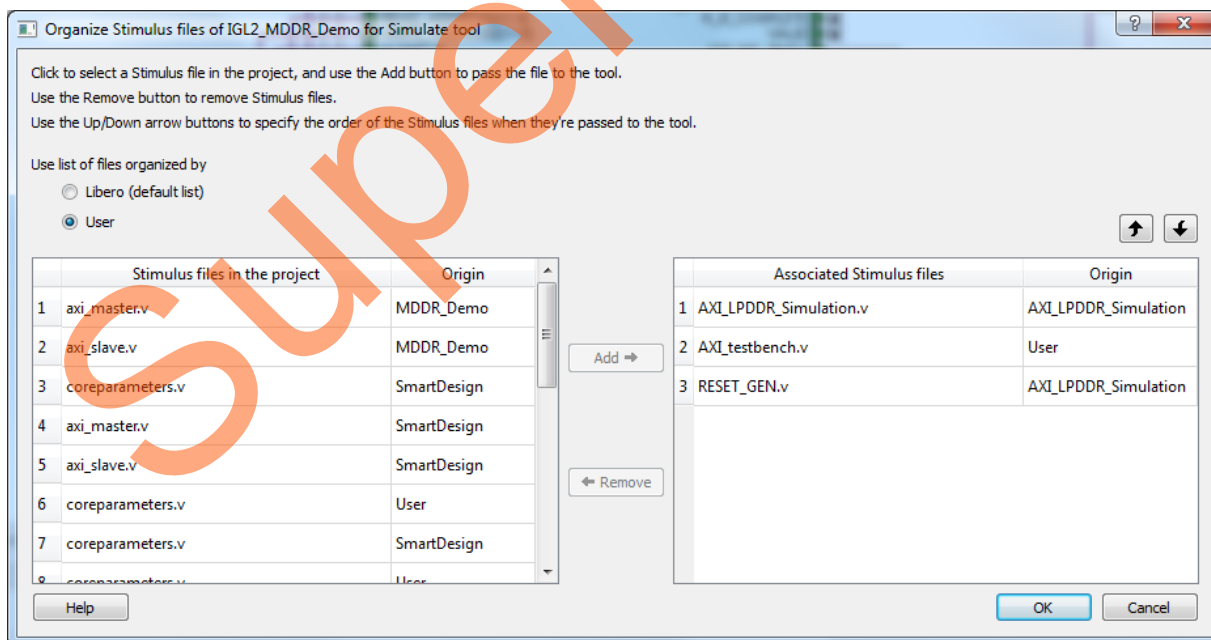 Organize Stimulus files of IGL2_MDDR_Demo for Simulate tool
Click to select a Stimulus file in the project, and use the Add button to pass the file to the tool.
Use the Remove button to remove Stimulus files.
Use the Up/Down arrow buttons to specify the order of the Stimulus files when they're passed to the tool.
Use list of files organized by
Libero (default list)
User
Stimulus files in the project Origin
1 axi_master.v MDDR_Demo
2 axi_slave.v MDDR_Demo
3 coreparameters.v SmartDesign
4 axi_master.v SmartDesign
5 axi_slave.v SmartDesign
6 coreparameters.v User
7 coreparameters.v SmartDesign
8 coreparameters.v User
Add
Remove
Associated Stimulus files Origin
1 AXI_LPDDR_Simulation.v AXI_LPDDR_Simulation
2 AXI_testbench.v User
3 RESET_GEN.v AXI_LPDDR_Simulation
Help
OK
Cancel
Super